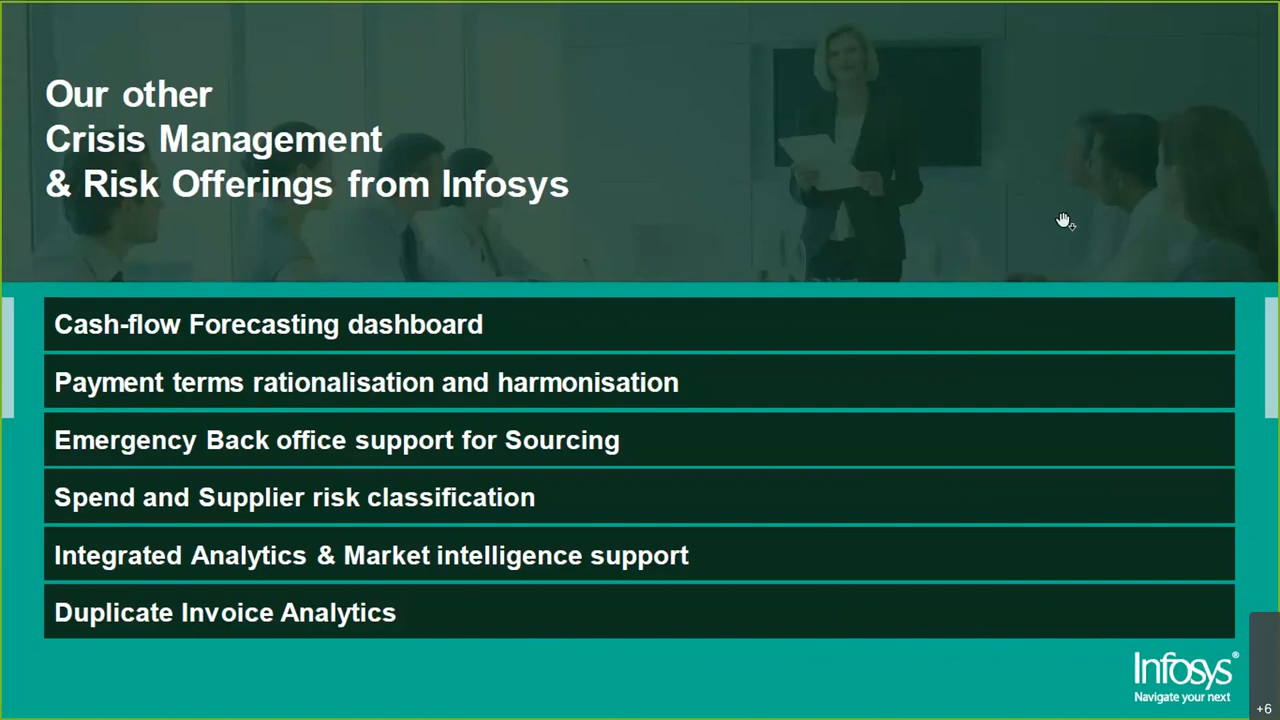 Our other
Crisis Management
& Risk Offerings from Infosys
Cash-flow Forecasting dashboard
Payment terms rationalisation and harmonisation
Emergency Back office support for Sourcing
Spend and Supplier risk classification
Integrated Analytics & Market intelligence support
Duplicate Invoice Analytics
Infosys®
Navigate your next
+6